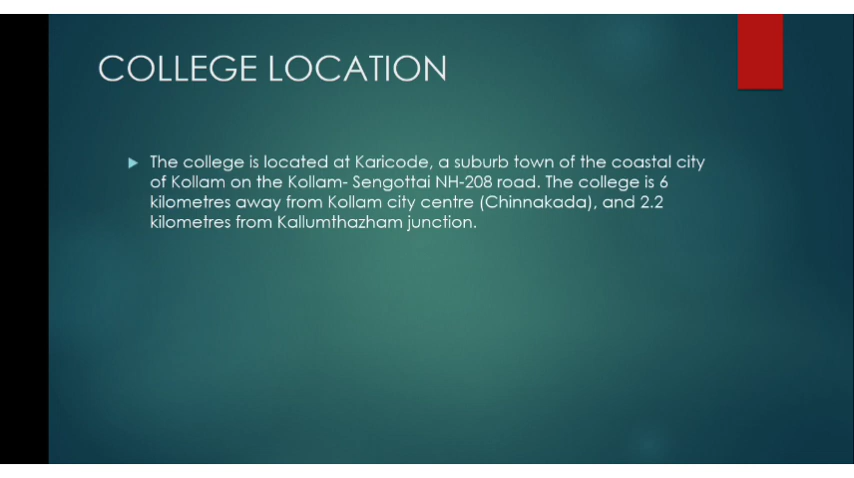 COLLEGE LOCATION
The college is located at Karicode, a suburb town of the coastal city
of Kollam on the Kollam- Sengottai NH-208 road. The college is 6
kilometres away from Kollam city centre (Chinnakada), and 2.2
kilometres from Kallumthazham junction.